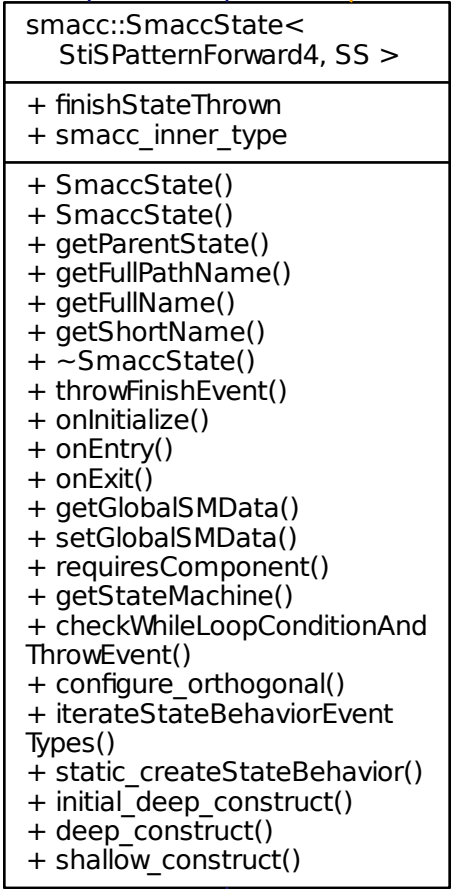 smacc::SmaccState<
StiSPatternForward4, SS >
+ finishStateThrown
+ smacc_inner_type
+ SmaccState()
+ SmaccState()
+ getParentState()
+ getFullPathName()
+ getFullName()
+ getShortName()
+ ~SmaccState()
+ throwFinishEvent()
+ onInitialize()
+ onEntry()
+ onExit()
+ getGlobalSMData()
+ setGlobalSMData()
+ requiresComponent()
+ getStateMachine()
+ checkWhileLoopConditionAnd
ThrowEvent()
+ configure_orthogonal()
+ iterateStateBehaviorEvent
Types()
+ static_createStateBehavior()
+ initial_deep_construct()
+ deep_construct()
+ shallow_construct()